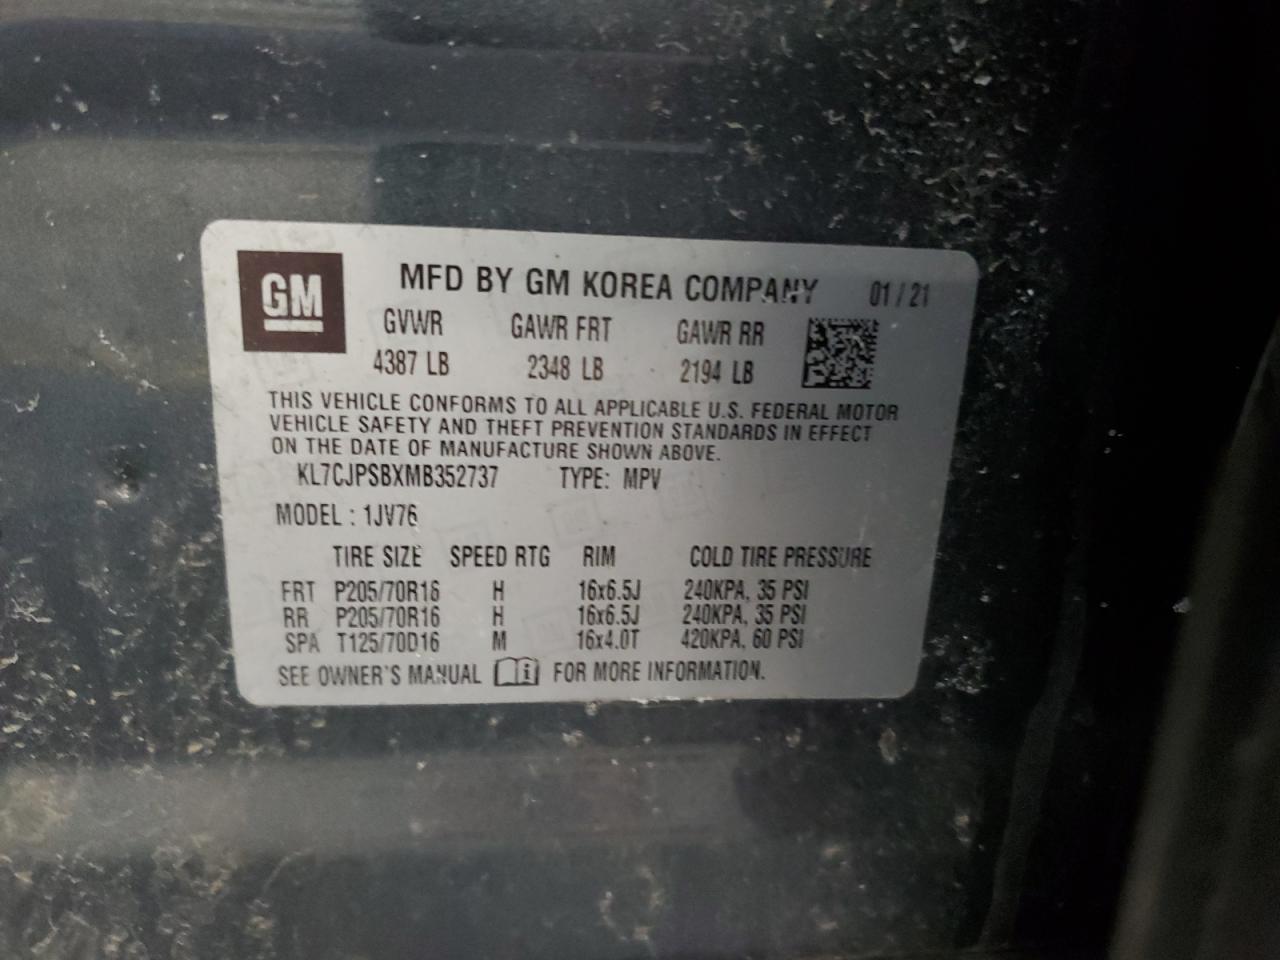 GM
MFD BY GM KOREA COMPANY 01/21
GVWR GAWR FRT GAWR RR
4387 LB 2348 LB 2194 LB
THIS VEHICLE CONFORMS TO ALL APPLICABLE U.S. FEDERAL MOTOR
VEHICLE SAFETY AND THEFT PREVENTION STANDARDS IN EFFECT
ON THE DATE OF MANUFACTURE SHOWN ABOVE.
KL7CJPSBXMB352737 TYPE: MPV
MODEL : 1JV76
TIRE SIZE SPEED RTG RIM COLD TIRE PRESSURE
FRT P205/70R16 H 16x6.5J 240KPA, 35 PSI
RR P205/70R16 H 16x6.5J 240KPA, 35 PSI
SPA T125/70D16 M 16x4.0T 420KPA, 60 PSI
SEE OWNER'S MANUAL i FOR MORE INFORMATION.